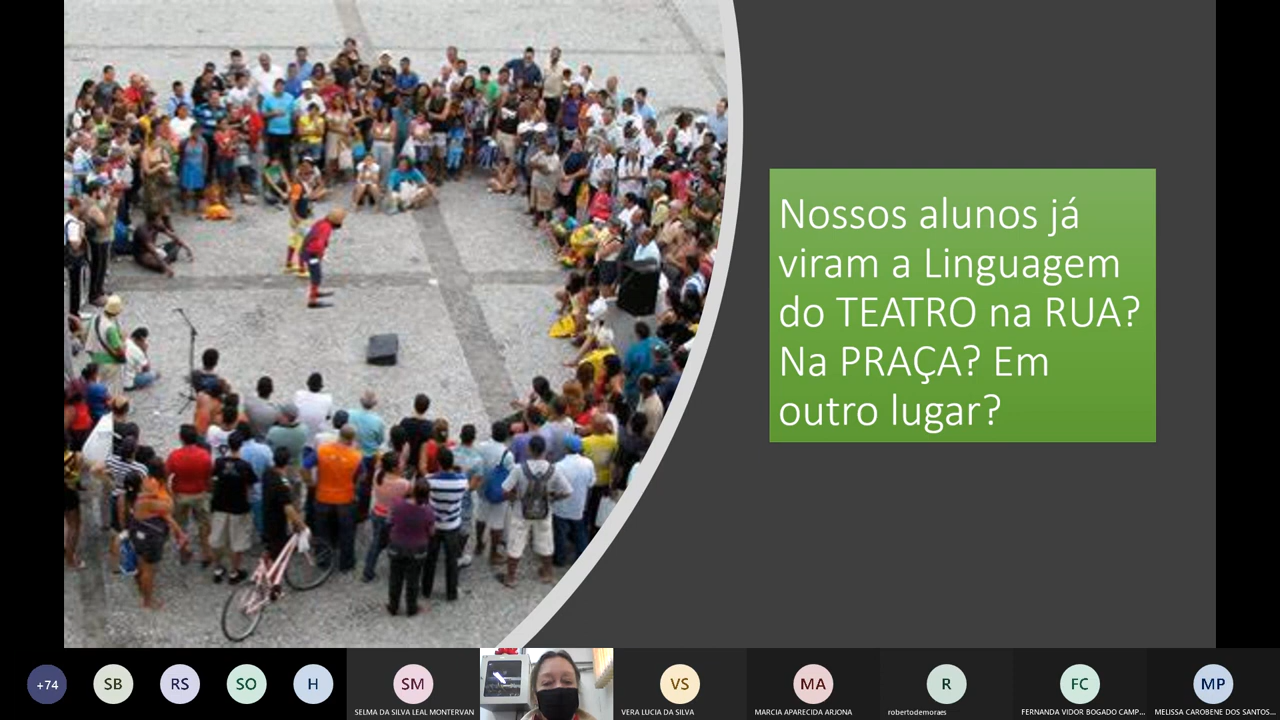 Nossos alunos já
viram a Linguagem
do TEATRO na RUA?
Na PRAÇA? Em
outro lugar?
+74
SB
RS
SO
H
SM
VS
MA
R
FC
MP
SELMA DA SILVA LEAL MONTERVAN
VERA LUCIA DA SILVA
MARCIA APARECIDA ARJONA
robertodemoraes
FERNANDA VIDOR BOGADO CAMP...
MELISSA CAROBENE DOS SANTOS...